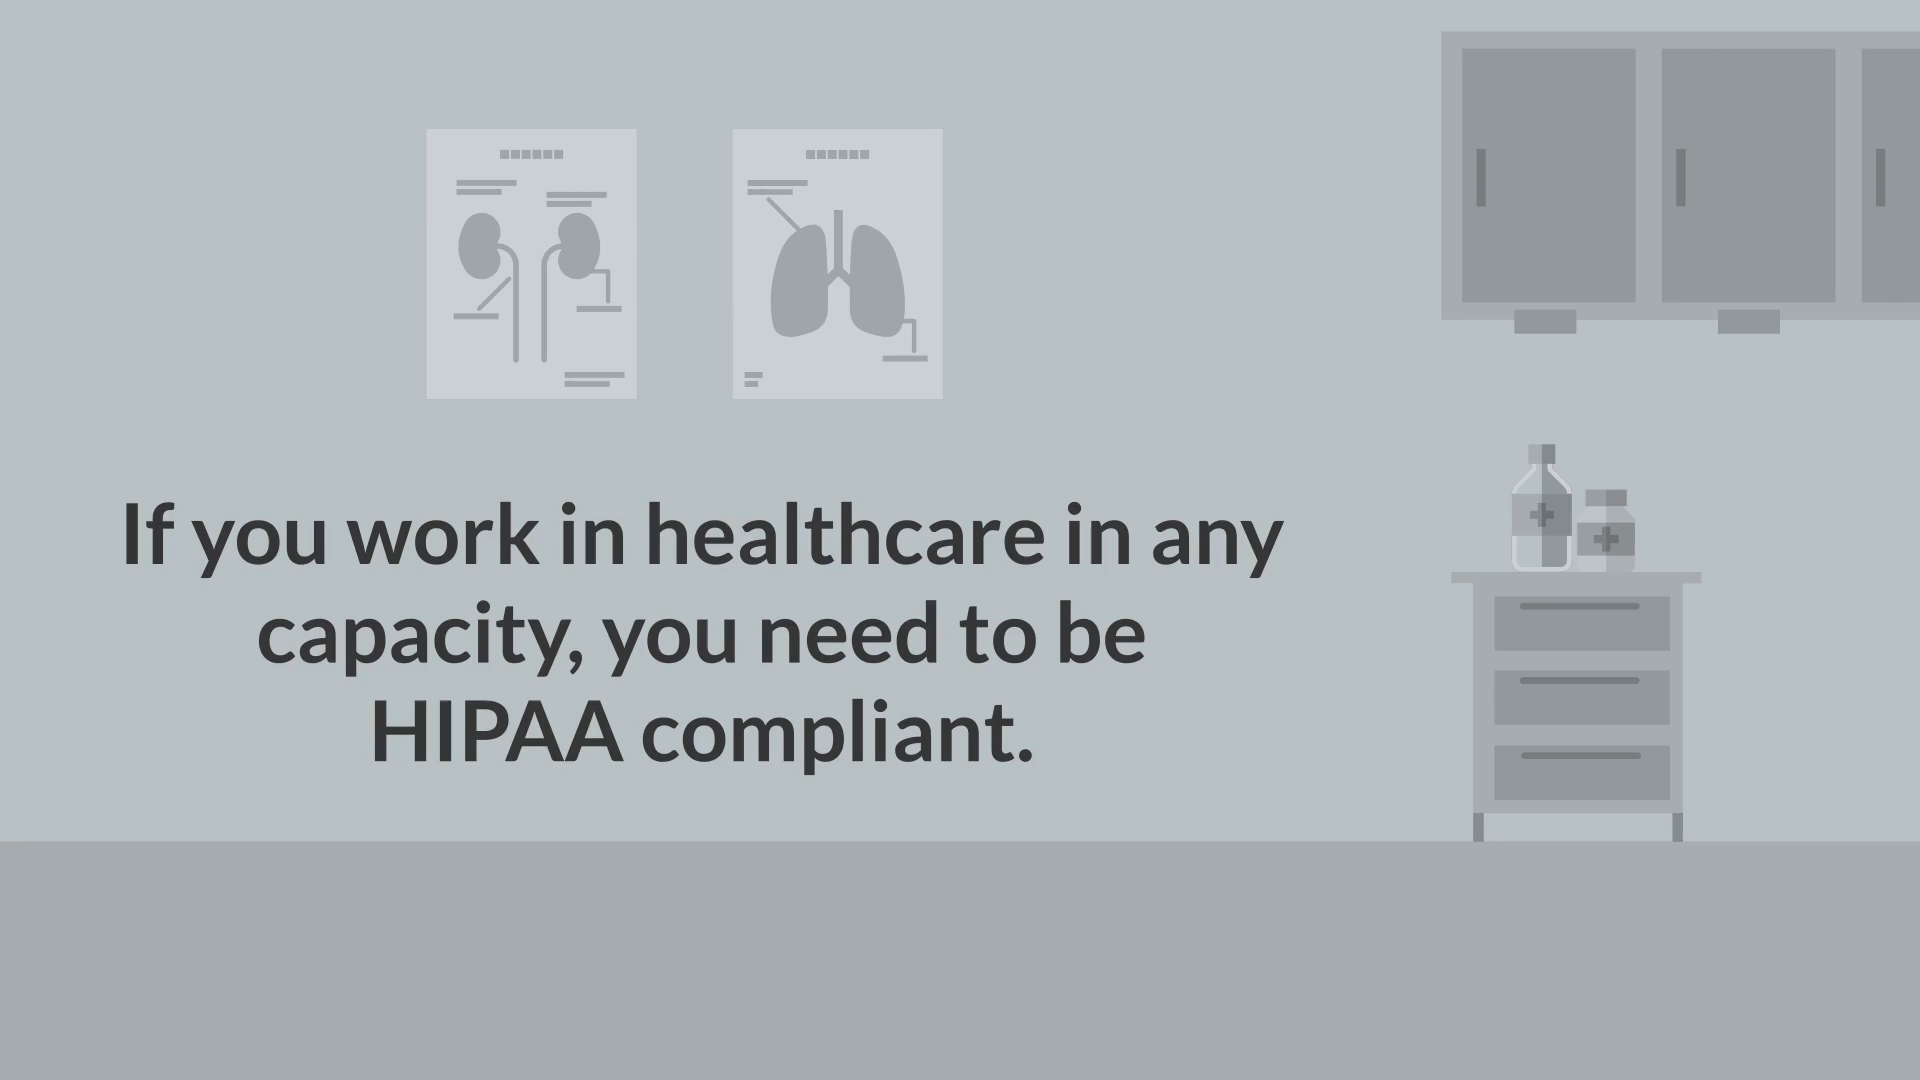 If you work in healthcare in any
capacity, you need to be
HIPAA compliant.